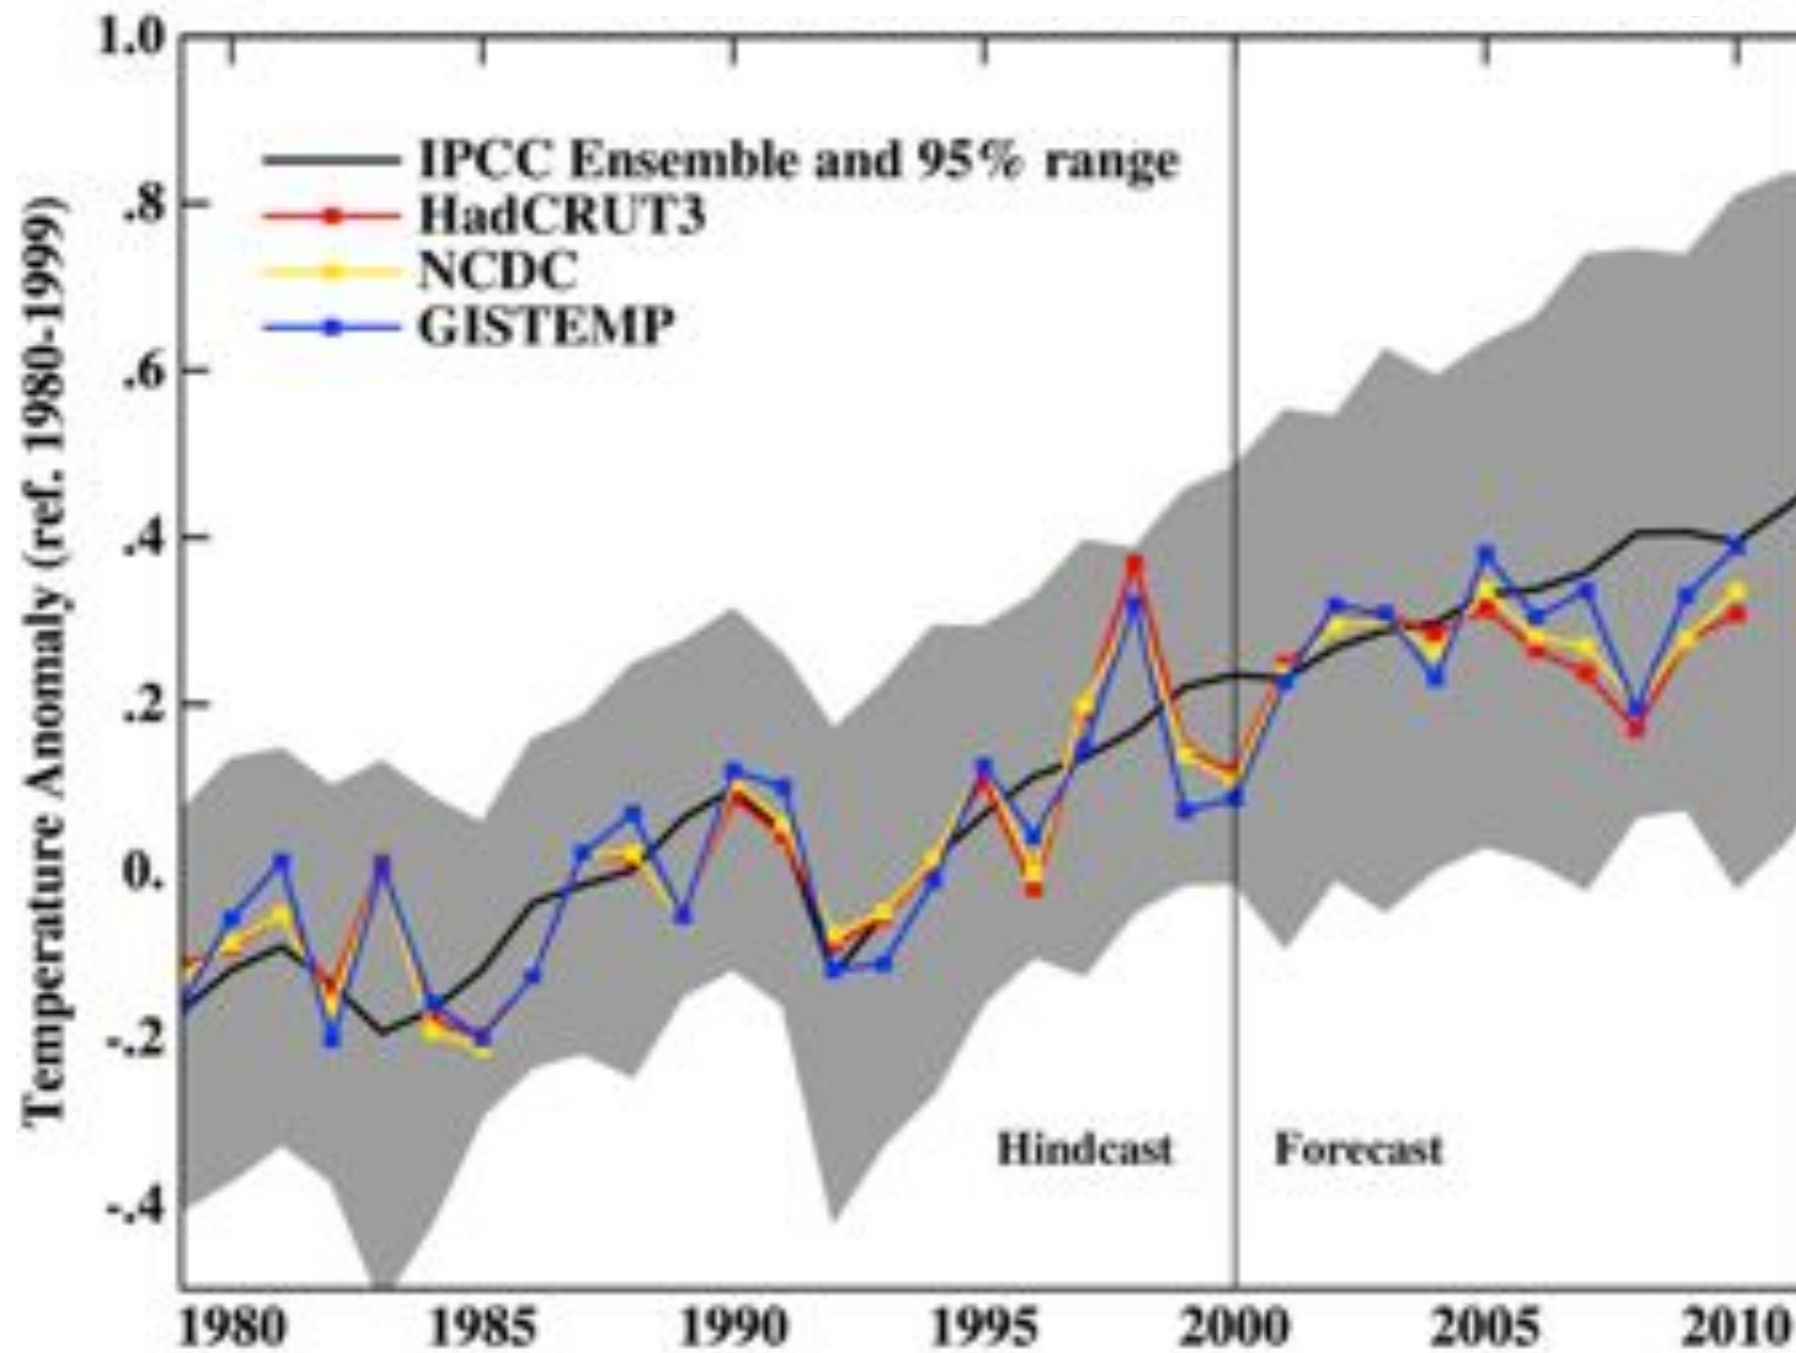 1.0
.8
.6
.4
.2
0.
-.2
-.4
Temperature Anomaly (ref. 1980-1999)
IPCC Ensemble and 95% range
HadCRUT3
NCDC
GISTEMP
Hindcast
Forecast
1980 1985 1990 1995 2000 2005 2010